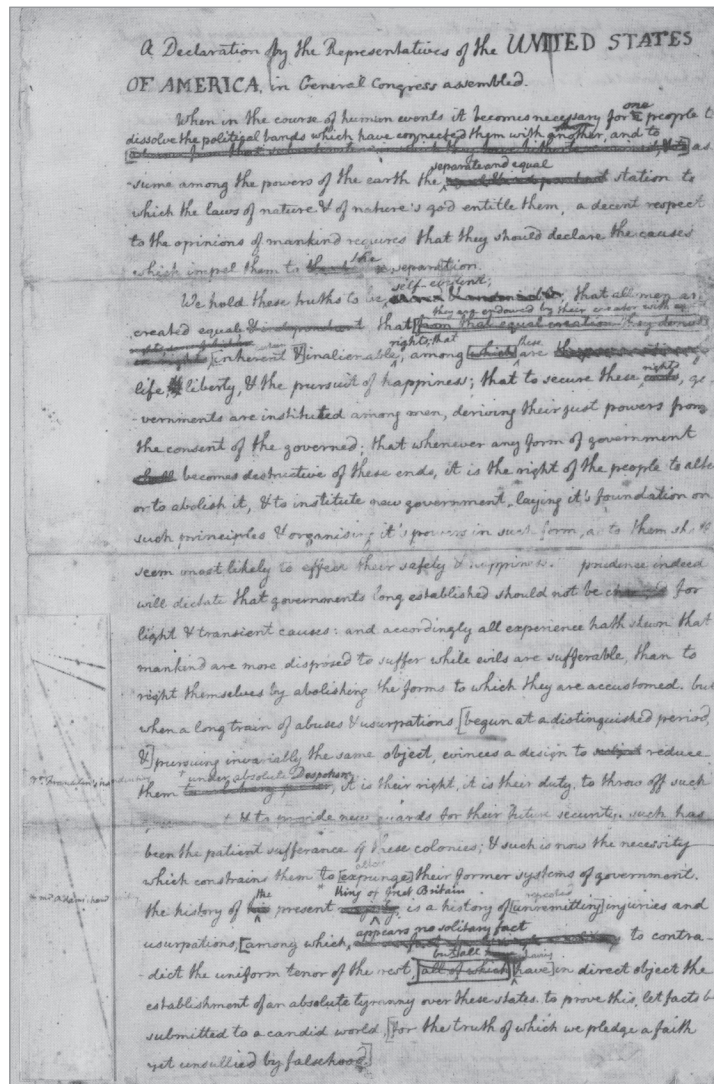 A Declaration by the Representatives of the UNITED STATES
OF AMERICA, in General Congress assembled.
When in the course of human events it becomes necessary for one people to
dissolve the political bands which have connected them with another, and to
as
separate and equal
-sume among the powers of the earth the station to
which the laws of nature & of nature's god entitle them, a decent respect
to the opinions of mankind requires that they should declare the causes
which impel them to the separation.
self-evident;
We hold these truths to be that all men are
they are endowed by their creator with
created equal & independent that from that equal creation they derive
rights; that these
inherent & inalienable, among which are
rights
life liberty, & the pursuit of happiness; that to secure these, go
-vernments are instituted among men, deriving their just powers from
the consent of the governed; that whenever any form of government
shall becomes destructive of these ends, it is the right of the people to alter
or to abolish it, & to institute new government, laying it's foundation on
such principles & organising it's powers in such form, as to them shall
seem most likely to effect their safety & happiness. prudence indeed
will dictate that governments long established should not be changed for
light & transient causes: and accordingly all experience hath shewn that
mankind are more disposed to suffer while evils are sufferable, than to
right themselves by abolishing the forms to which they are accustomed. but
when a long train of abuses & usurpations [begun at a distinguished period,
&] pursuing invariably the same object, evinces a design to subject reduce
under absolute Despotism
them it is their right, it is their duty, to throw off such
& to provide new guards for their future security. such has
been the patient sufferance of these colonies; & such is now the necessity
alter
which constrains them to [expunge] their former systems of government.
the King of Great Britain repeated
the history of his present is a history of [unremitting] injuries and
appears no solitary fact
usurpations, [among which, to contra-
but all having
dict the uniform tenor of the rest, all of which [have] in direct object the
establishment of an absolute tyranny over these states. to prove this, let facts be
submitted to a candid world, [for the truth of which we pledge a faith
yet unsullied by falsehood.]